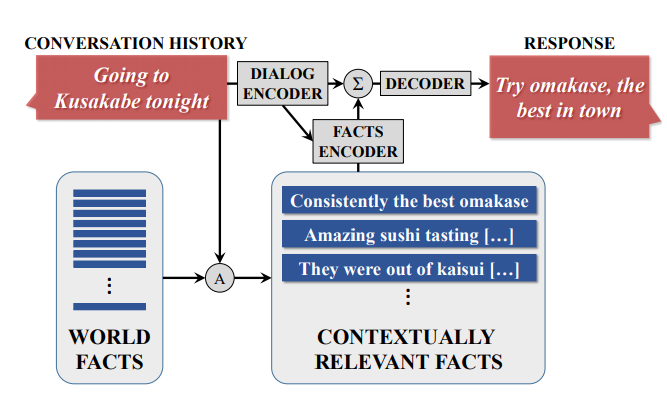 CONVERSATION HISTORY
Going to
Kusakabe tonight
DIALOG
ENCODER
Σ
DECODER
RESPONSE
Try omakase, the
best in town
FACTS
ENCODER
Consistently the best omakase
Amazing sushi tasting […]
They were out of kaisui […]
A
WORLD
FACTS
CONTEXTUALLY
RELEVANT FACTS